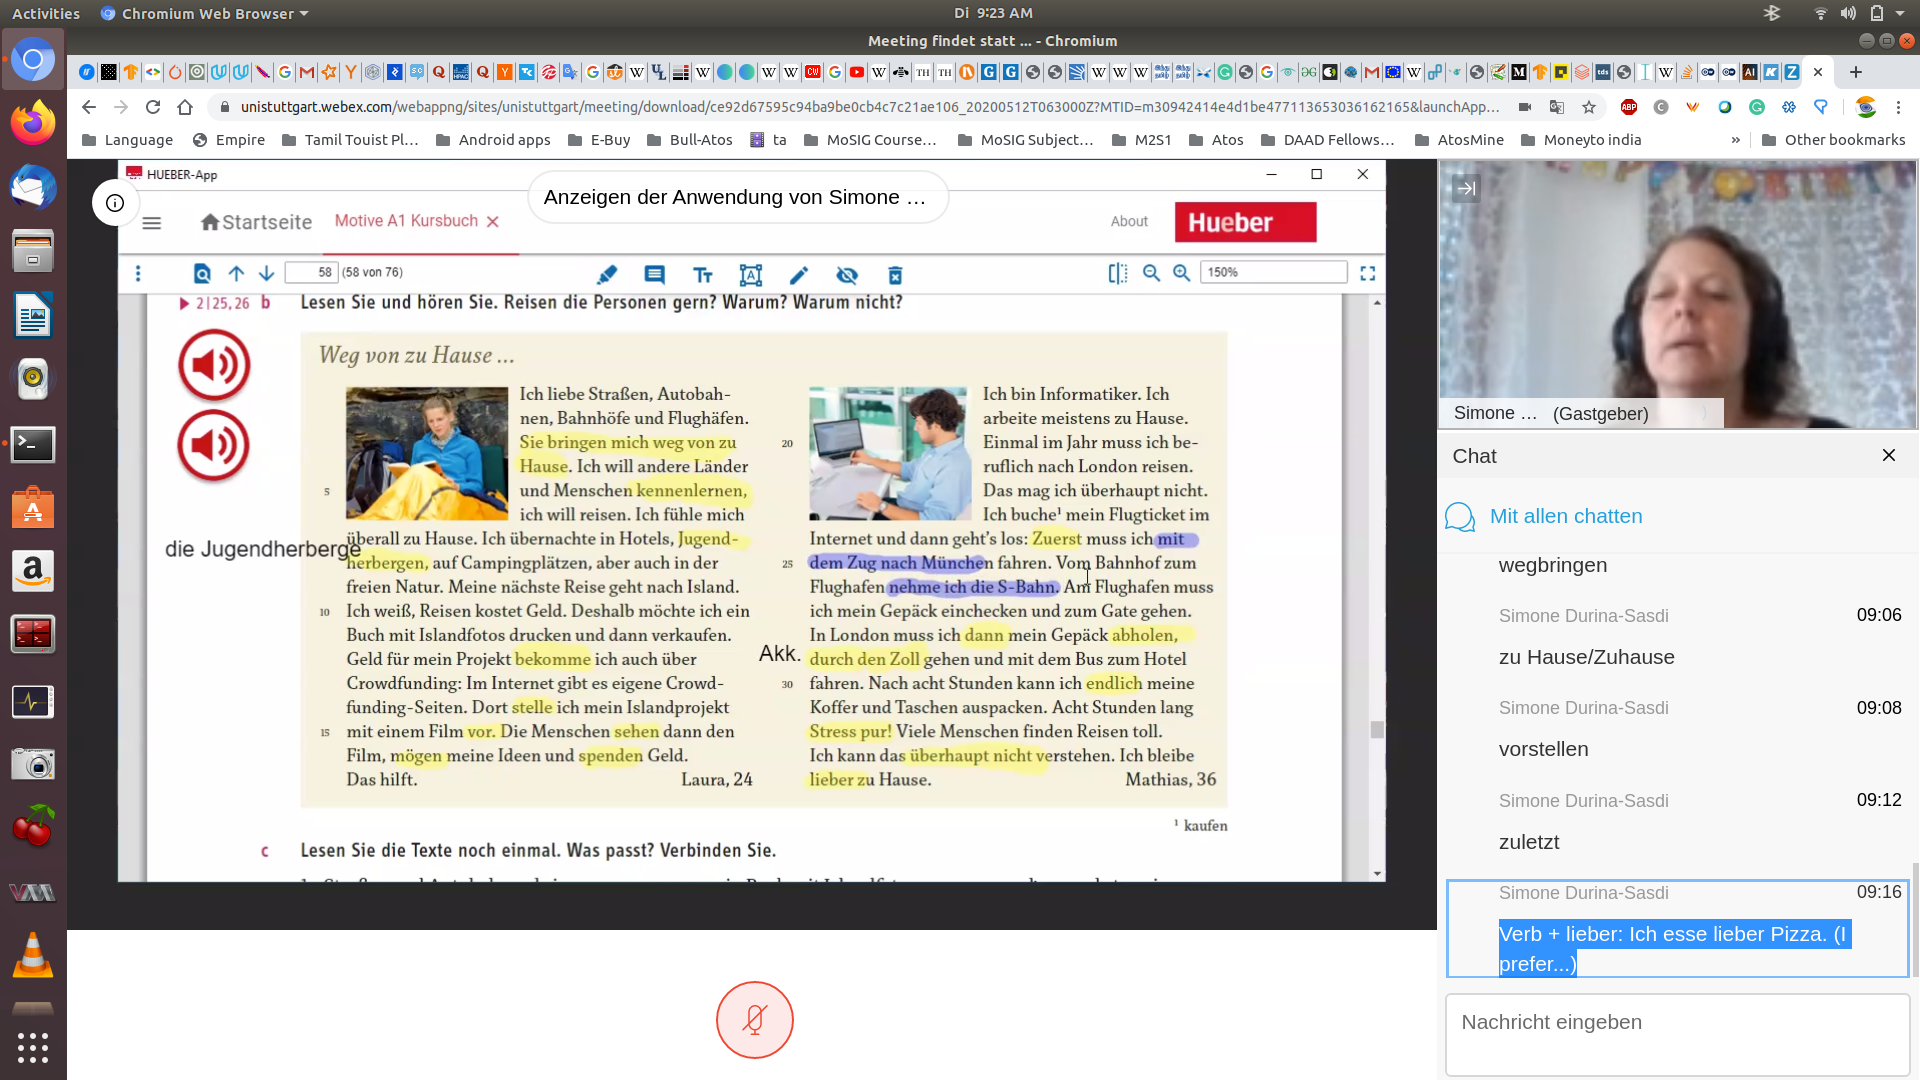 Activities
Chromium Web Browser
Di 9:23 AM
Meeting findet statt ... - Chromium
unistuttgart.webex.com/webappng/sites/unistuttgart/meeting/download/ce92d67595c94ba9be0cb4c7c21ae106_20200512T063000Z?MTID=m30942414e4d1be477113653036162165&launchApp...
Language
Empire
Tamil Touist Pl...
Android apps
E-Buy
Bull-Atos
ta
MoSIG Course...
MoSIG Subject...
M2S1
Atos
DAAD Fellows...
AtosMine
Moneyto india
»
Other bookmarks
HUEBER-App
Anzeigen der Anwendung von Simone ...
Startseite
Motive A1 Kursbuch
About
Hueber
58 (58 von 76)
150%
2|25, 26 b Lesen Sie und hören Sie. Reisen die Personen gern? Warum? Warum nicht?
Weg von zu Hause ...
Ich liebe Straßen, Autobah-
nen, Bahnhöfe und Flughäfen.
Sie bringen mich weg von zu
Hause. Ich will andere Länder
5 und Menschen kennenlernen,
ich will reisen. Ich fühle mich
überall zu Hause. Ich übernachte in Hotels, Jugend-
die Jugendherberge
herbergen, auf Campingplätzen, aber auch in der
freien Natur. Meine nächste Reise geht nach Island.
10 Ich weiß, Reisen kostet Geld. Deshalb möchte ich ein
Buch mit Islandfotos drucken und dann verkaufen.
Geld für mein Projekt bekomme ich auch über
Crowdfunding: Im Internet gibt es eigene Crowd-
funding-Seiten. Dort stelle ich mein Islandprojekt
15 mit einem Film vor. Die Menschen sehen dann den
Film, mögen meine Ideen und spenden Geld.
Das hilft. Laura, 24
Ich bin Informatiker. Ich
arbeite meistens zu Hause.
20 Einmal im Jahr muss ich be-
ruflich nach London reisen.
Das mag ich überhaupt nicht.
Ich buche¹ mein Flugticket im
Internet und dann geht's los: Zuerst muss ich mit
25 dem Zug nach München fahren. Vom Bahnhof zum
Flughafen nehme ich die S-Bahn. Am Flughafen muss
ich mein Gepäck einchecken und zum Gate gehen.
In London muss ich dann mein Gepäck abholen,
Akk.
durch den Zoll gehen und mit dem Bus zum Hotel
30 fahren. Nach acht Stunden kann ich endlich meine
Koffer und Taschen auspacken. Acht Stunden lang
Stress pur! Viele Menschen finden Reisen toll.
Ich kann das überhaupt nicht verstehen. Ich bleibe
lieber zu Hause. Mathias, 36
¹ kaufen
c Lesen Sie die Texte noch einmal. Was passt? Verbinden Sie.
Simone ... (Gastgeber)
Chat
Mit allen chatten
wegbringen
Simone Durina-Sasdi 09:06
zu Hause/Zuhause
Simone Durina-Sasdi 09:08
vorstellen
Simone Durina-Sasdi 09:12
zuletzt
Simone Durina-Sasdi 09:16
Verb + lieber: Ich esse lieber Pizza. (I
prefer...)
Nachricht eingeben